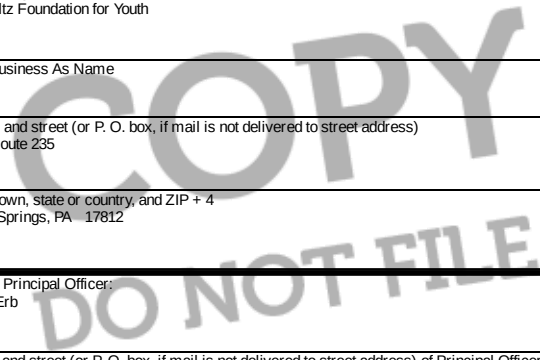 ltz Foundation for Youth
usiness As Name
and street (or P. O. box, if mail is not delivered to street address)
oute 235
own, state or country, and ZIP + 4
Springs, PA 17812
Principal Officer:
Erb
and street (or P. O. box, if mail is not delivered to street address) of Principal Officer
COPY
DO NOT FILE